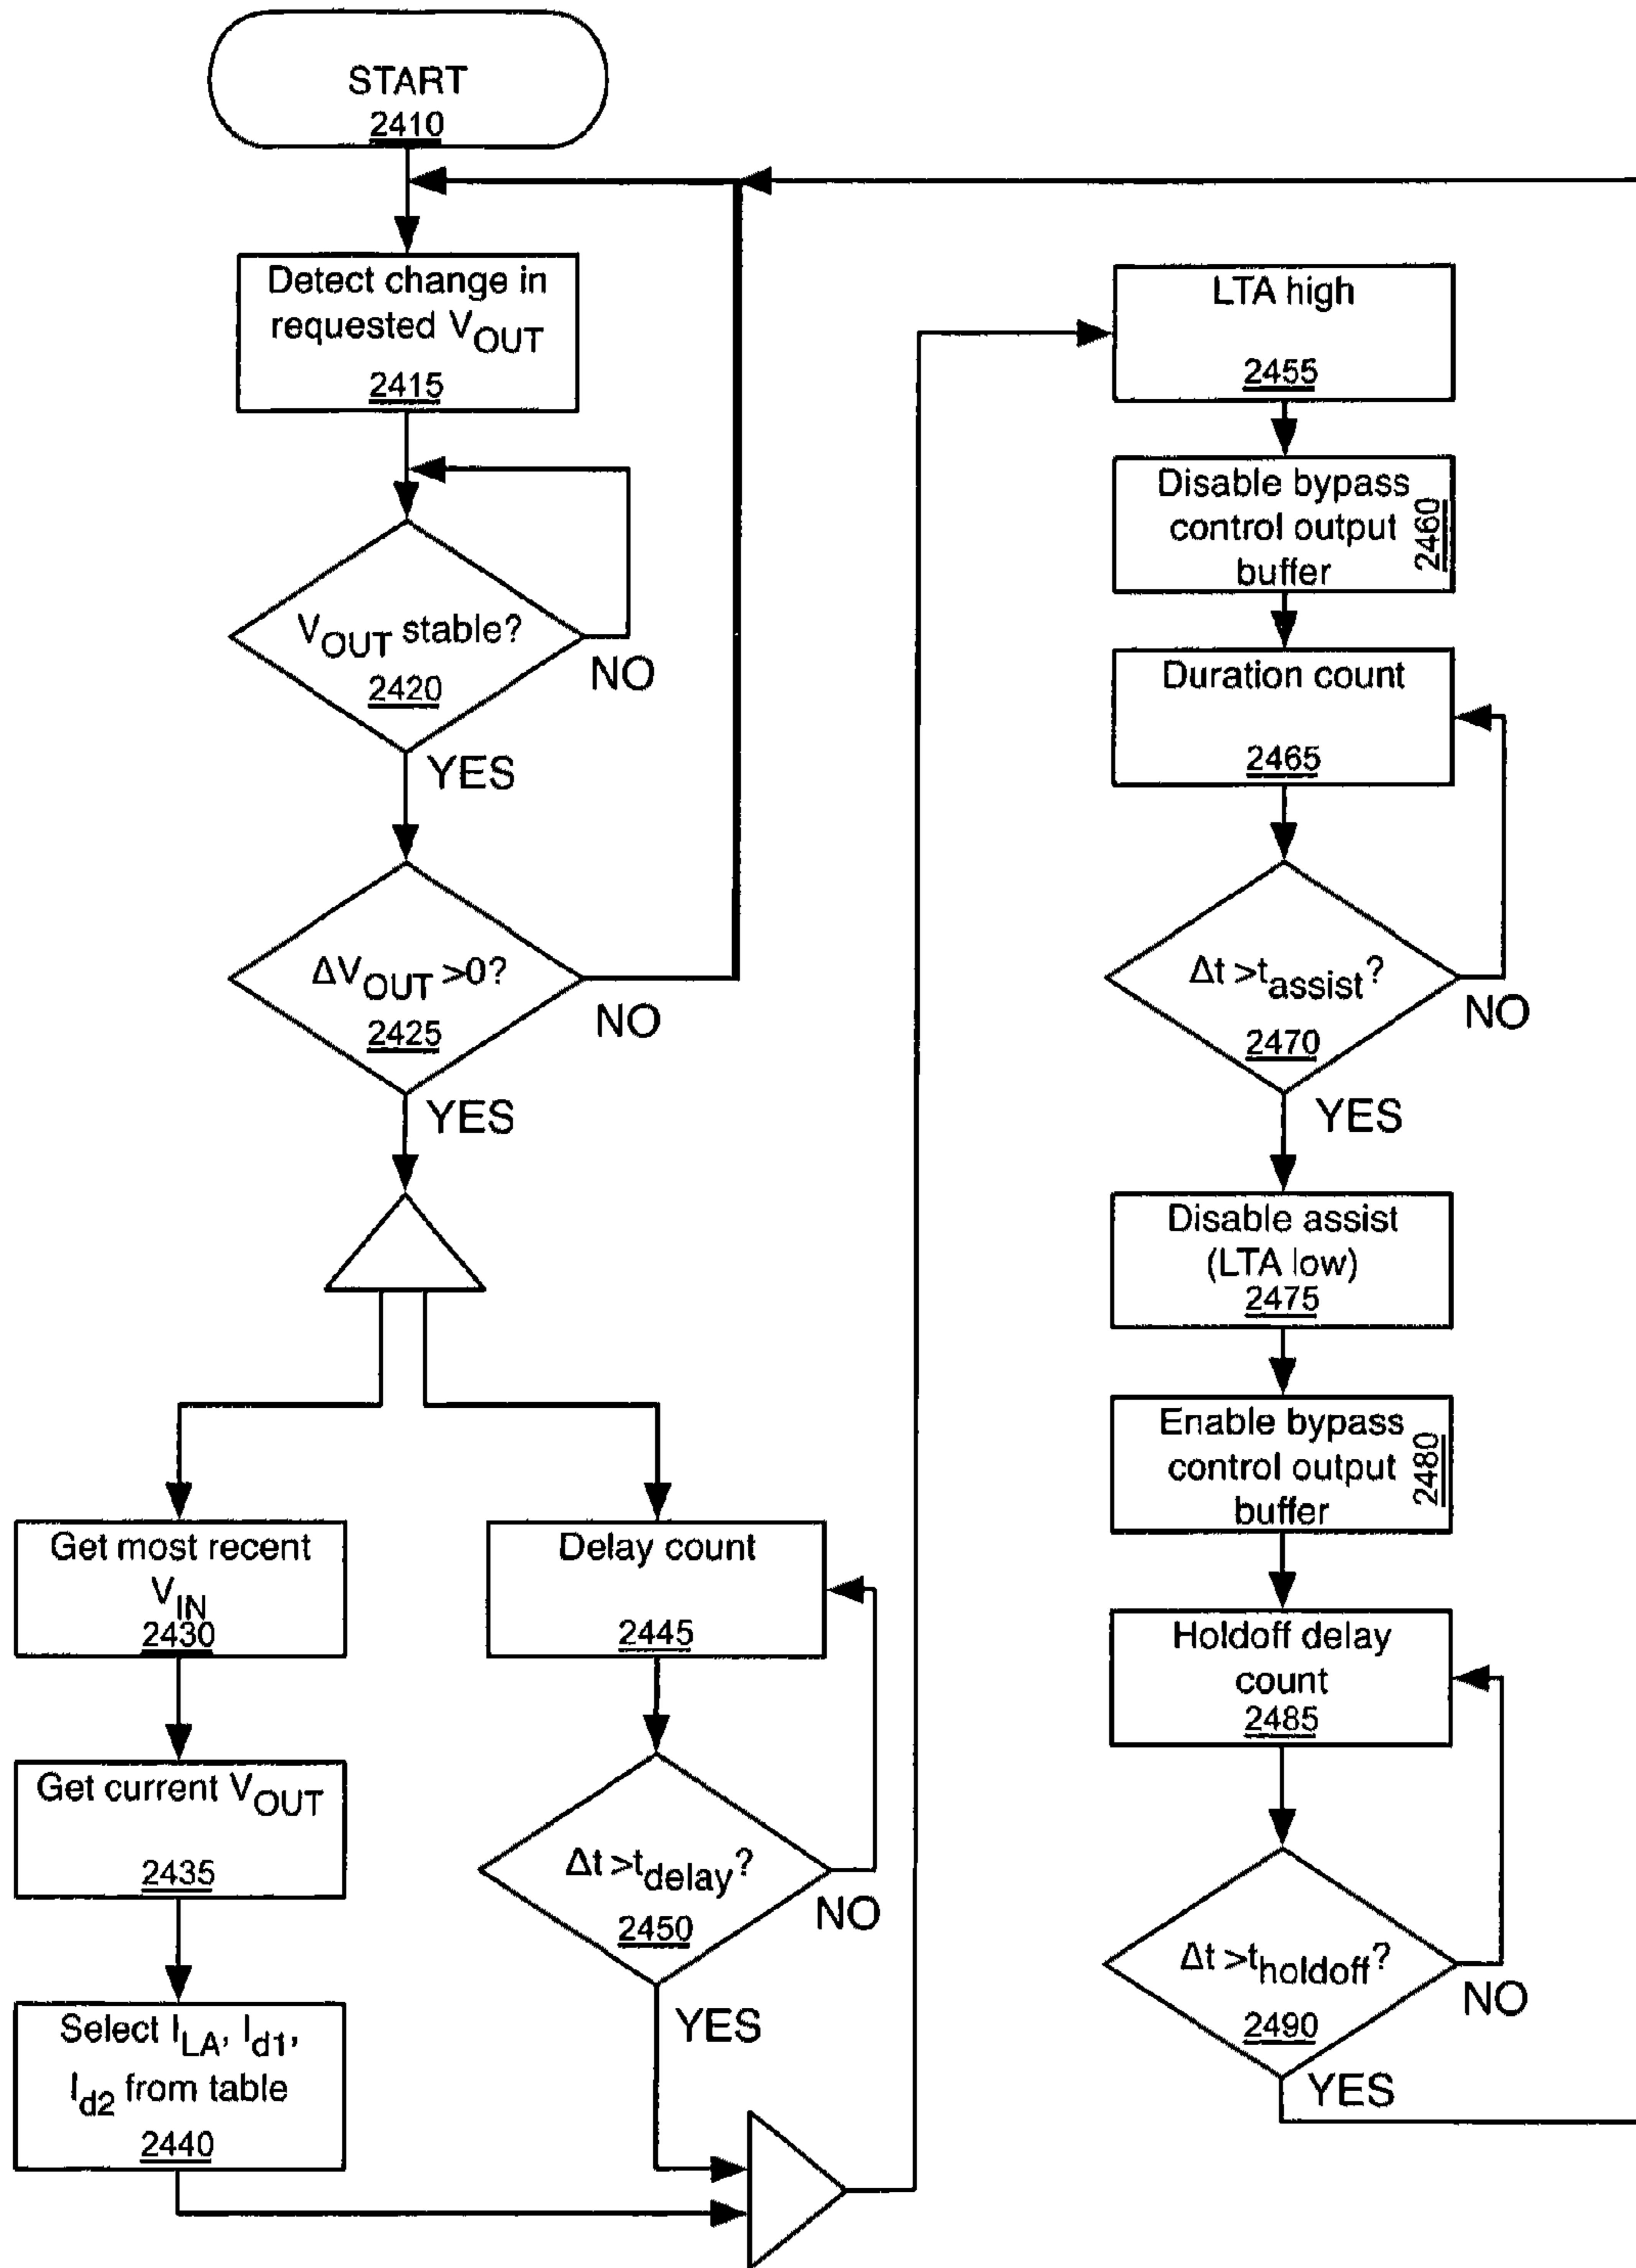 START
2410
Detect change in
requested VOUT
2415
VOUT stable?
2420
NO
YES
ΔVOUT >0?
2425
NO
YES
Get most recent
VIN
2430
Get current VOUT
2435
Select ILA, Id1,
Id2 from table
2440
Delay count
2445
Δt >tdelay?
2450
NO
YES
LTA high
2455
Disable bypass
control output
buffer
2460
Duration count
2465
Δt >tassist?
2470
NO
YES
Disable assist
(LTA low)
2475
Enable bypass
control output
buffer
2480
Holdoff delay
count
2485
Δt >tholdoff?
2490
NO
YES